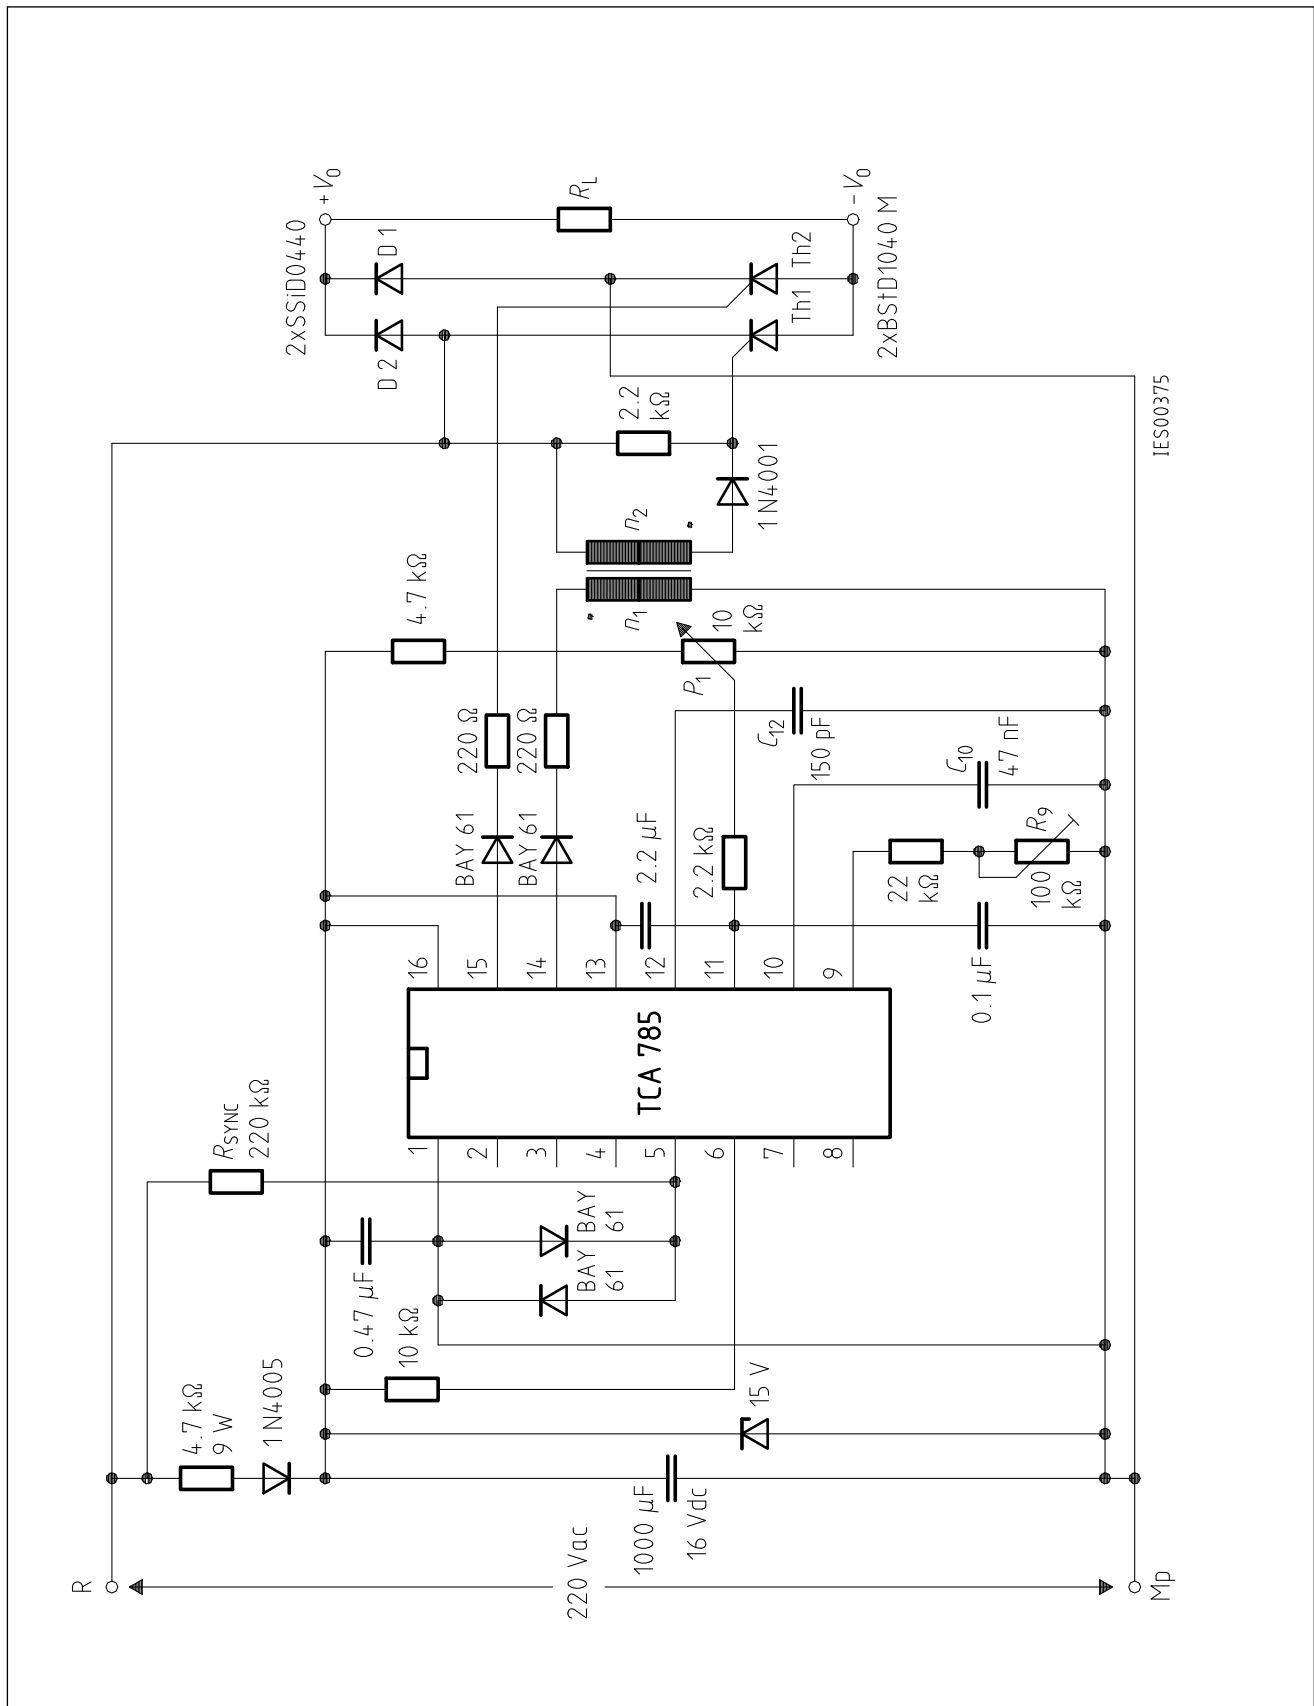 R
220 Vac
Mp
4.7 kΩ
9 W
1N4005
1000 µF
16 Vdc
15 V
10 kΩ
0.47 µF
BAY
61
BAY
61
RSYNC
220 kΩ
1
2
3
4
5
6
7
8
TCA 785
16
15
14
13
12
11
10
9
BAY 61
BAY 61
220 Ω
220 Ω
2.2 µF
2.2 kΩ
0.1 µF
22
kΩ
100
kΩ
R9
C10
47 nF
C12
150 pF
4.7 kΩ
P1
10
kΩ
n1
n2
*
*
1N4001
2.2
kΩ
2xSSiD0440
D2
D1
+V0
RL
-V0
Th1
Th2
2xBStD1040 M
IES00375